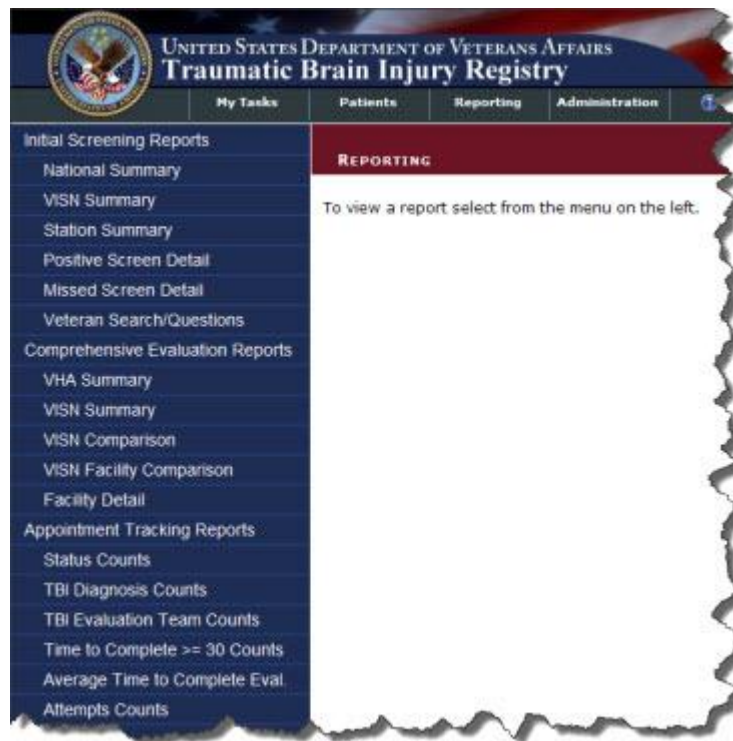 UNITED STATES DEPARTMENT OF VETERANS AFFAIRS
Traumatic Brain Injury Registry
My Tasks Patients Reporting Administration
Initial Screening Reports
National Summary
VISN Summary
Station Summary
Positive Screen Detail
Missed Screen Detail
Veteran Search/Questions
Comprehensive Evaluation Reports
VHA Summary
VISN Summary
VISN Comparison
VISN Facility Comparison
Facility Detail
Appointment Tracking Reports
Status Counts
TBI Diagnosis Counts
TBI Evaluation Team Counts
Time to Complete >= 30 Counts
Average Time to Complete Eval.
Attempts Counts
REPORTING
To view a report select from the menu on the left.